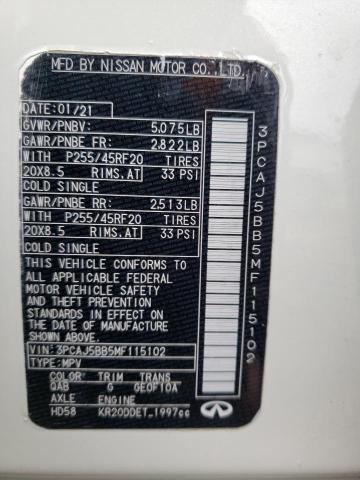 MFD BY NISSAN MOTOR CO.,LTD.
DATE:01/21
GVWR/PNBV: 5,075LB
GAWR/PNBE FR: 2,822LB
WITH P255/45RF20 TIRES
20X8.5 RIMS,AT 33 PSI
COLD SINGLE
GAWR/PNBE RR: 2,513LB
WITH P255/45RF20 TIRES
20X8.5 RIMS,AT 33 PSI
COLD SINGLE
THIS VEHICLE CONFORMS TO
ALL APPLICABLE FEDERAL
MOTOR VEHICLE SAFETY
AND THEFT PREVENTION
STANDARDS IN EFFECT
ON THE DATE OF
MANUFACTURE SHOWN ABOVE.
VIN:3PCAJ5BB5MF115102
TYPE:MPV
COLOR TRIM TRANS
QAB G GE0F10A
AXLE ENGINE
HD58 KR20DDET 1997cc
3PCAJ5BB5MF115102